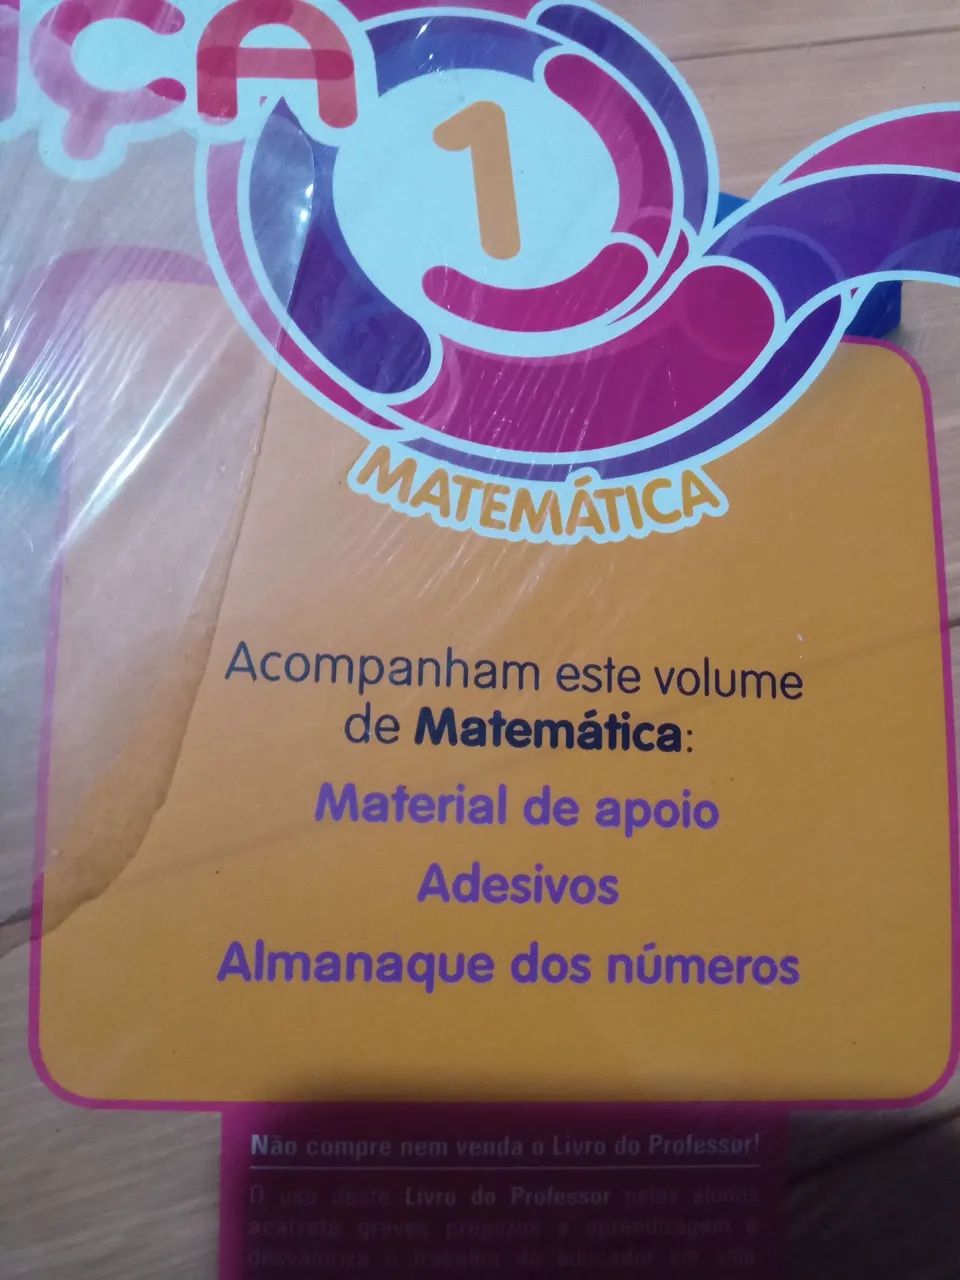 ÇA
1
MATEMÁTICA
Acompanham este volume
de Matemática:
Material de apoio
Adesivos
Almanaque dos números
Não compre nem venda o Livro do Professor!
O uso deste Livro do Professor pelos alunos
acarreta graves prejuízos à aprendizagem e
desvaloriza o trabalho do educador em sala